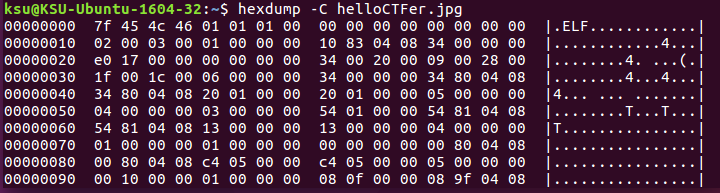 ksu@KSU-Ubuntu-1604-32:~$ hexdump -C helloCTFer.jpg
00000000  7f 45 4c 46 01 01 01 00  00 00 00 00 00 00 00 00  |.ELF............|
00000010  02 00 03 00 01 00 00 00  10 83 04 08 34 00 00 00  |............4...|
00000020  e0 17 00 00 00 00 00 00  34 00 20 00 09 00 28 00  |........4. ...(.|
00000030  1f 00 1c 00 06 00 00 00  34 00 00 00 34 80 04 08  |........4...4...|
00000040  34 80 04 08 20 01 00 00  20 01 00 00 05 00 00 00  |4... ... .......|
00000050  04 00 00 00 03 00 00 00  54 01 00 00 54 81 04 08  |........T...T...|
00000060  54 81 04 08 13 00 00 00  13 00 00 00 04 00 00 00  |T...............|
00000070  01 00 00 00 01 00 00 00  00 00 00 00 00 80 04 08  |................|
00000080  00 80 04 08 c4 05 00 00  c4 05 00 00 05 00 00 00  |................|
00000090  00 10 00 00 01 00 00 00  08 0f 00 00 08 9f 04 08  |................|